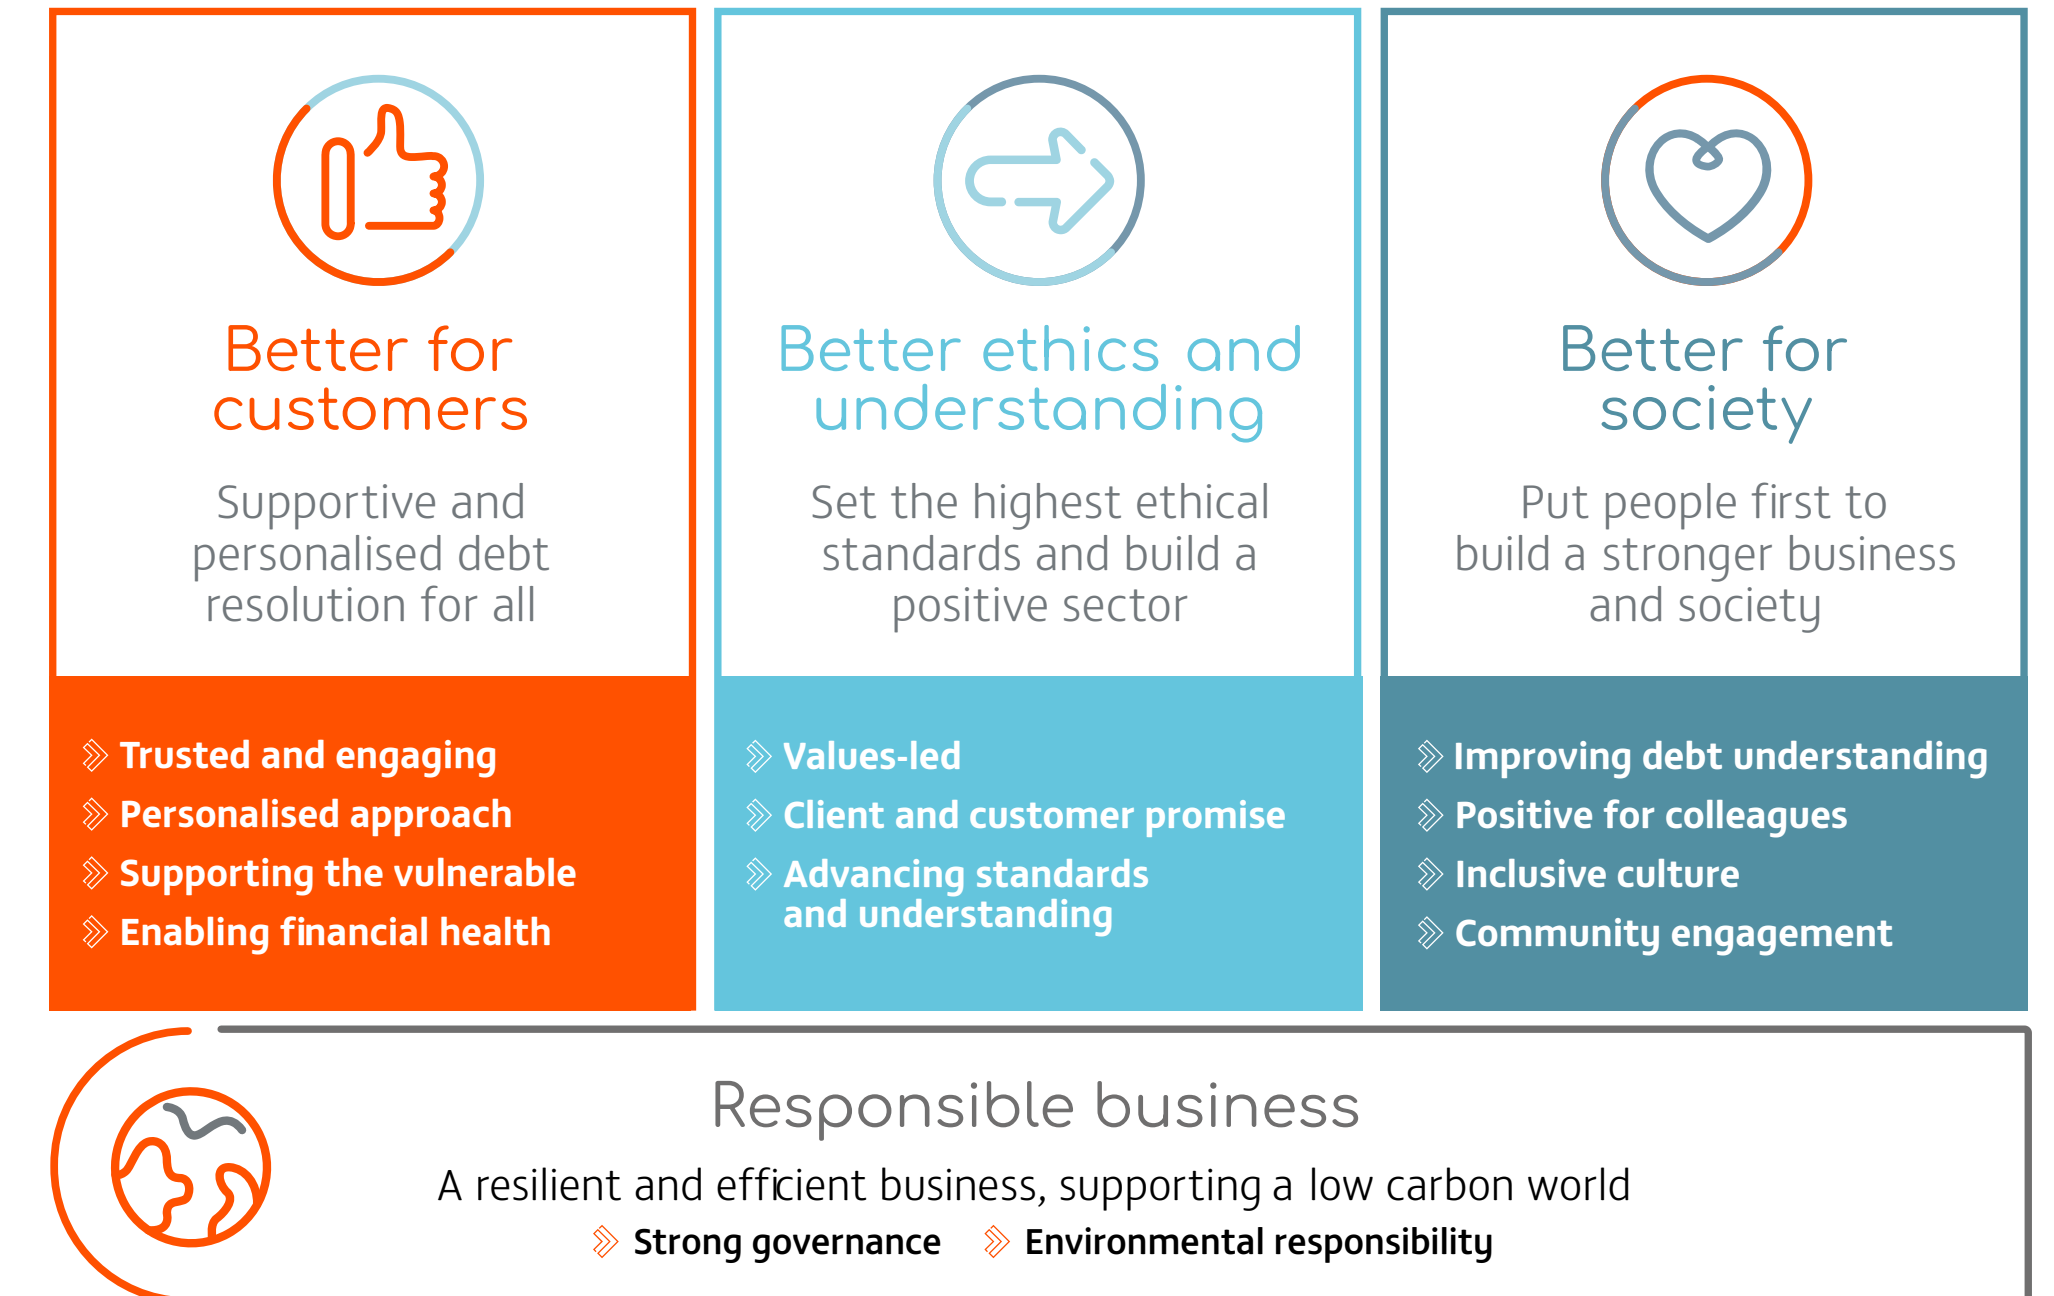 Better for
customers
Supportive and
personalised debt
resolution for all
Trusted and engaging
Personalised approach
Supporting the vulnerable
Enabling financial health
Better ethics and
understanding
Set the highest ethical
standards and build a
positive sector
Values-led
Client and customer promise
Advancing standards
and understanding
Better for
society
Put people first to
build a stronger business
and society
Improving debt understanding
Positive for colleagues
Inclusive culture
Community engagement
Responsible business
A resilient and efficient business, supporting a low carbon world
Strong governance Environmental responsibility